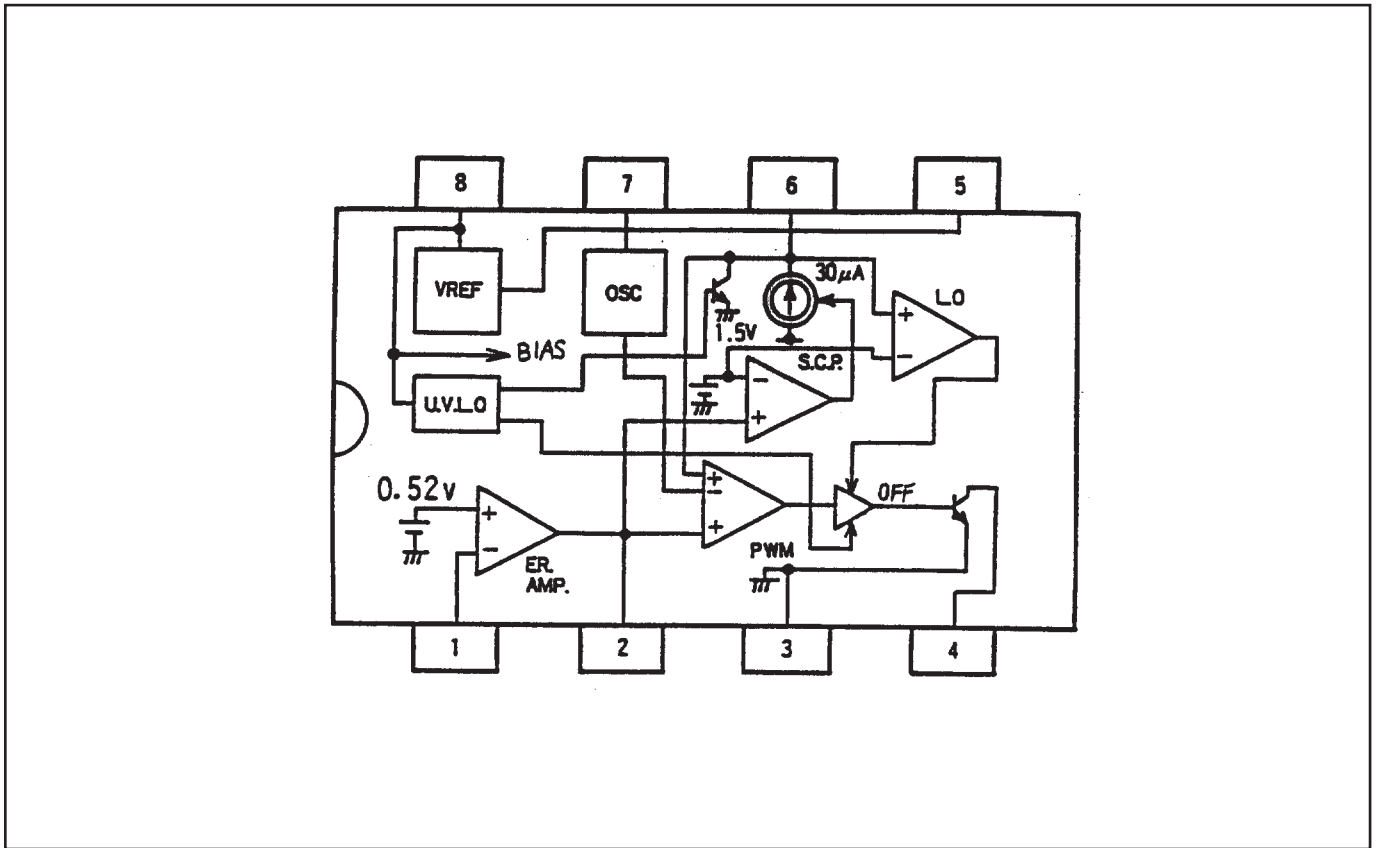 8
7
6
5
VREF
OSC
30μA
L.O
1.5V
BIAS
S.C.P.
U.V.L.O
+
−
−
+
0.52v
+
−
+
−
+
OFF
PWM
ER.
AMP.
1
2
3
4